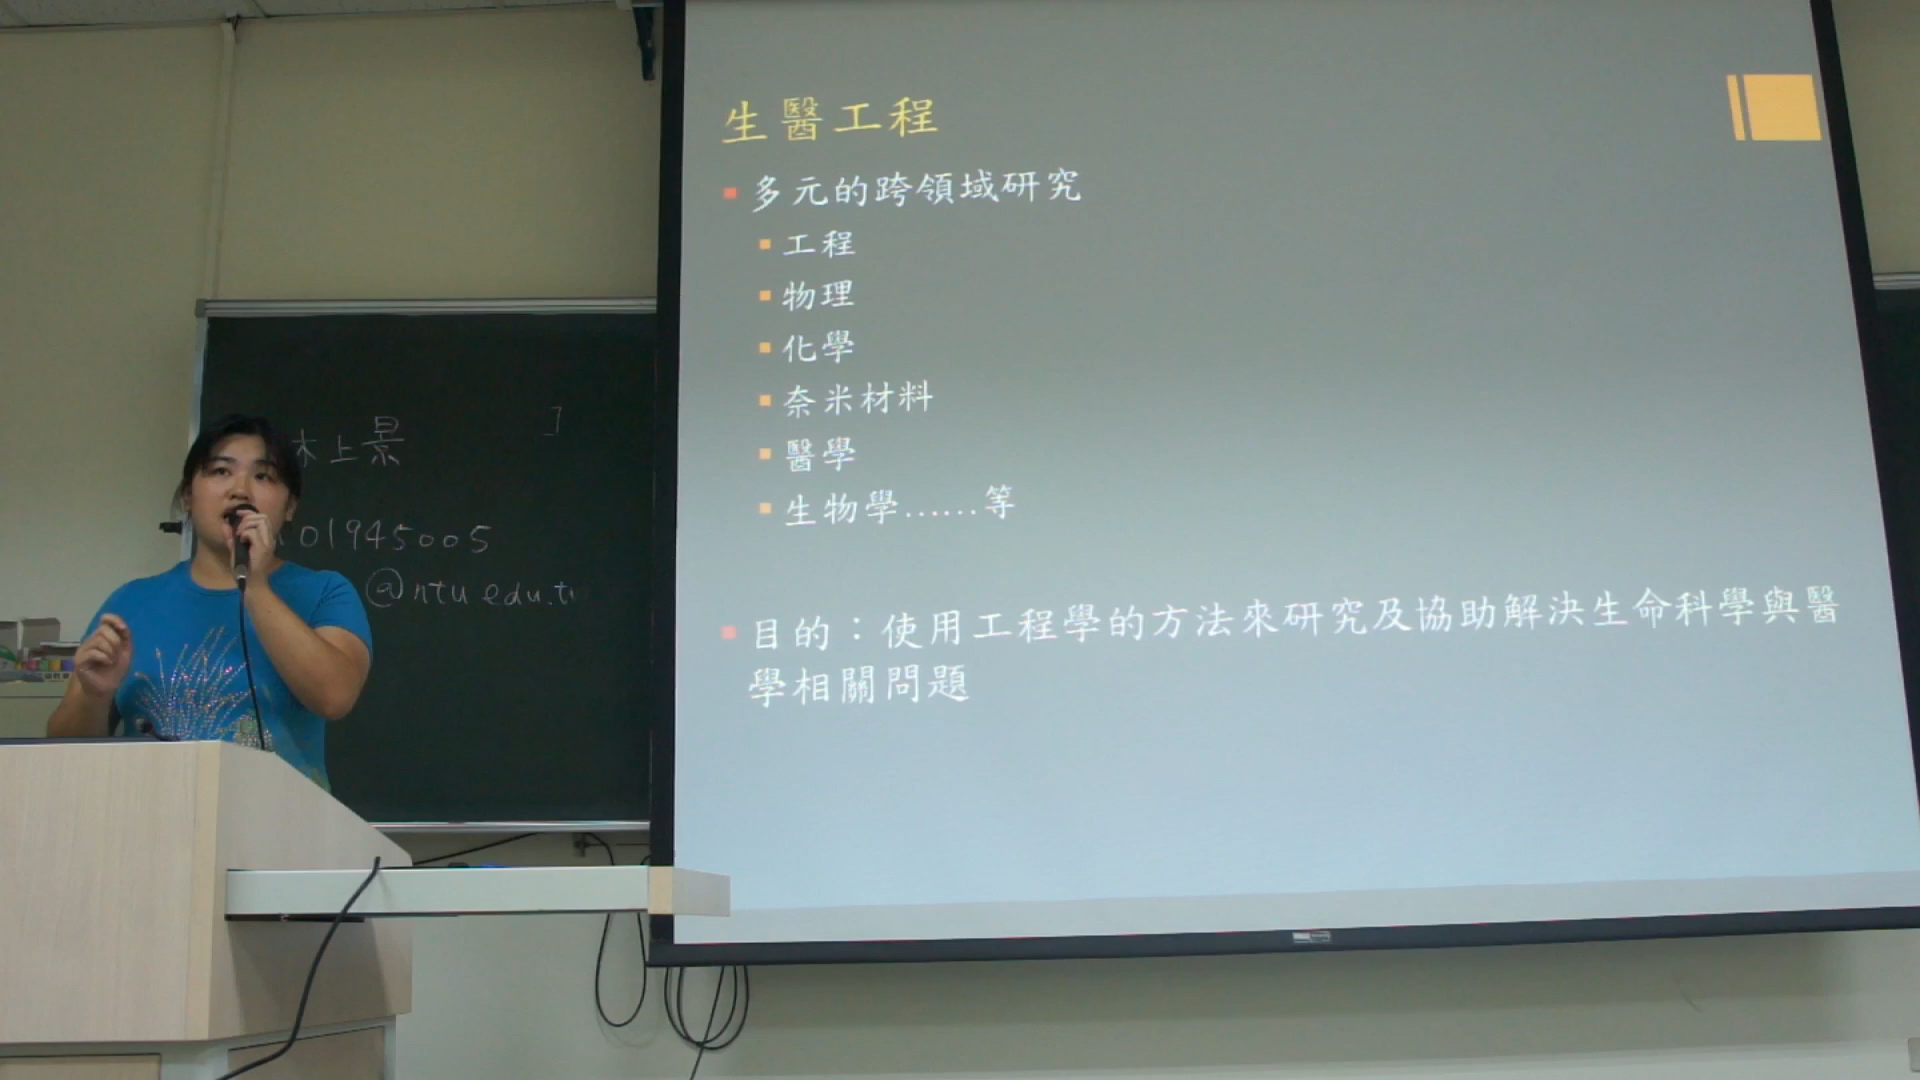 生醫工程
多元的跨領域研究
工程
物理
化學
奈米材料
醫學
生物學......等
目的：使用工程學的方法來研究及協助解決生命科學與醫
學相關問題
上景
01945005
@ntu edu.t